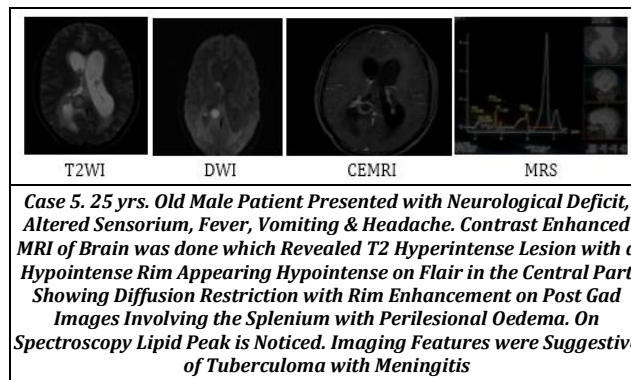 T2WI DWI CEMRI MRS
Case 5. 25 yrs. Old Male Patient Presented with Neurological Deficit,
Altered Sensorium, Fever, Vomiting & Headache. Contrast Enhanced
MRI of Brain was done which Revealed T2 Hyperintense Lesion with a
Hypointense Rim Appearing Hypointense on Flair in the Central Part
Showing Diffusion Restriction with Rim Enhancement on Post Gad
Images Involving the Splenium with Perilesional Oedema. On
Spectroscopy Lipid Peak is Noticed. Imaging Features were Suggestive
of Tuberculoma with Meningitis